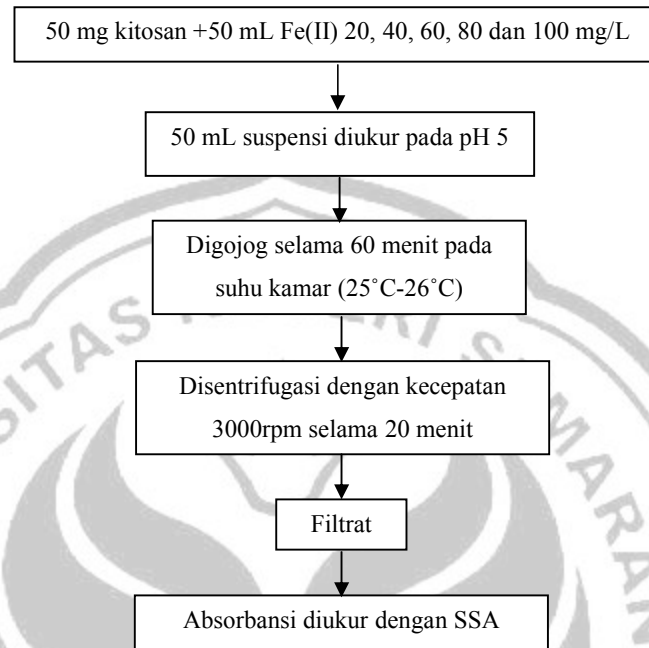 50 mg kitosan +50 mL Fe(II) 20, 40, 60, 80 dan 100 mg/L
50 mL suspensi diukur pada pH 5
Digojog selama 60 menit pada
suhu kamar (25˚C-26˚C)
Disentrifugasi dengan kecepatan
3000rpm selama 20 menit
Filtrat
Absorbansi diukur dengan SSA